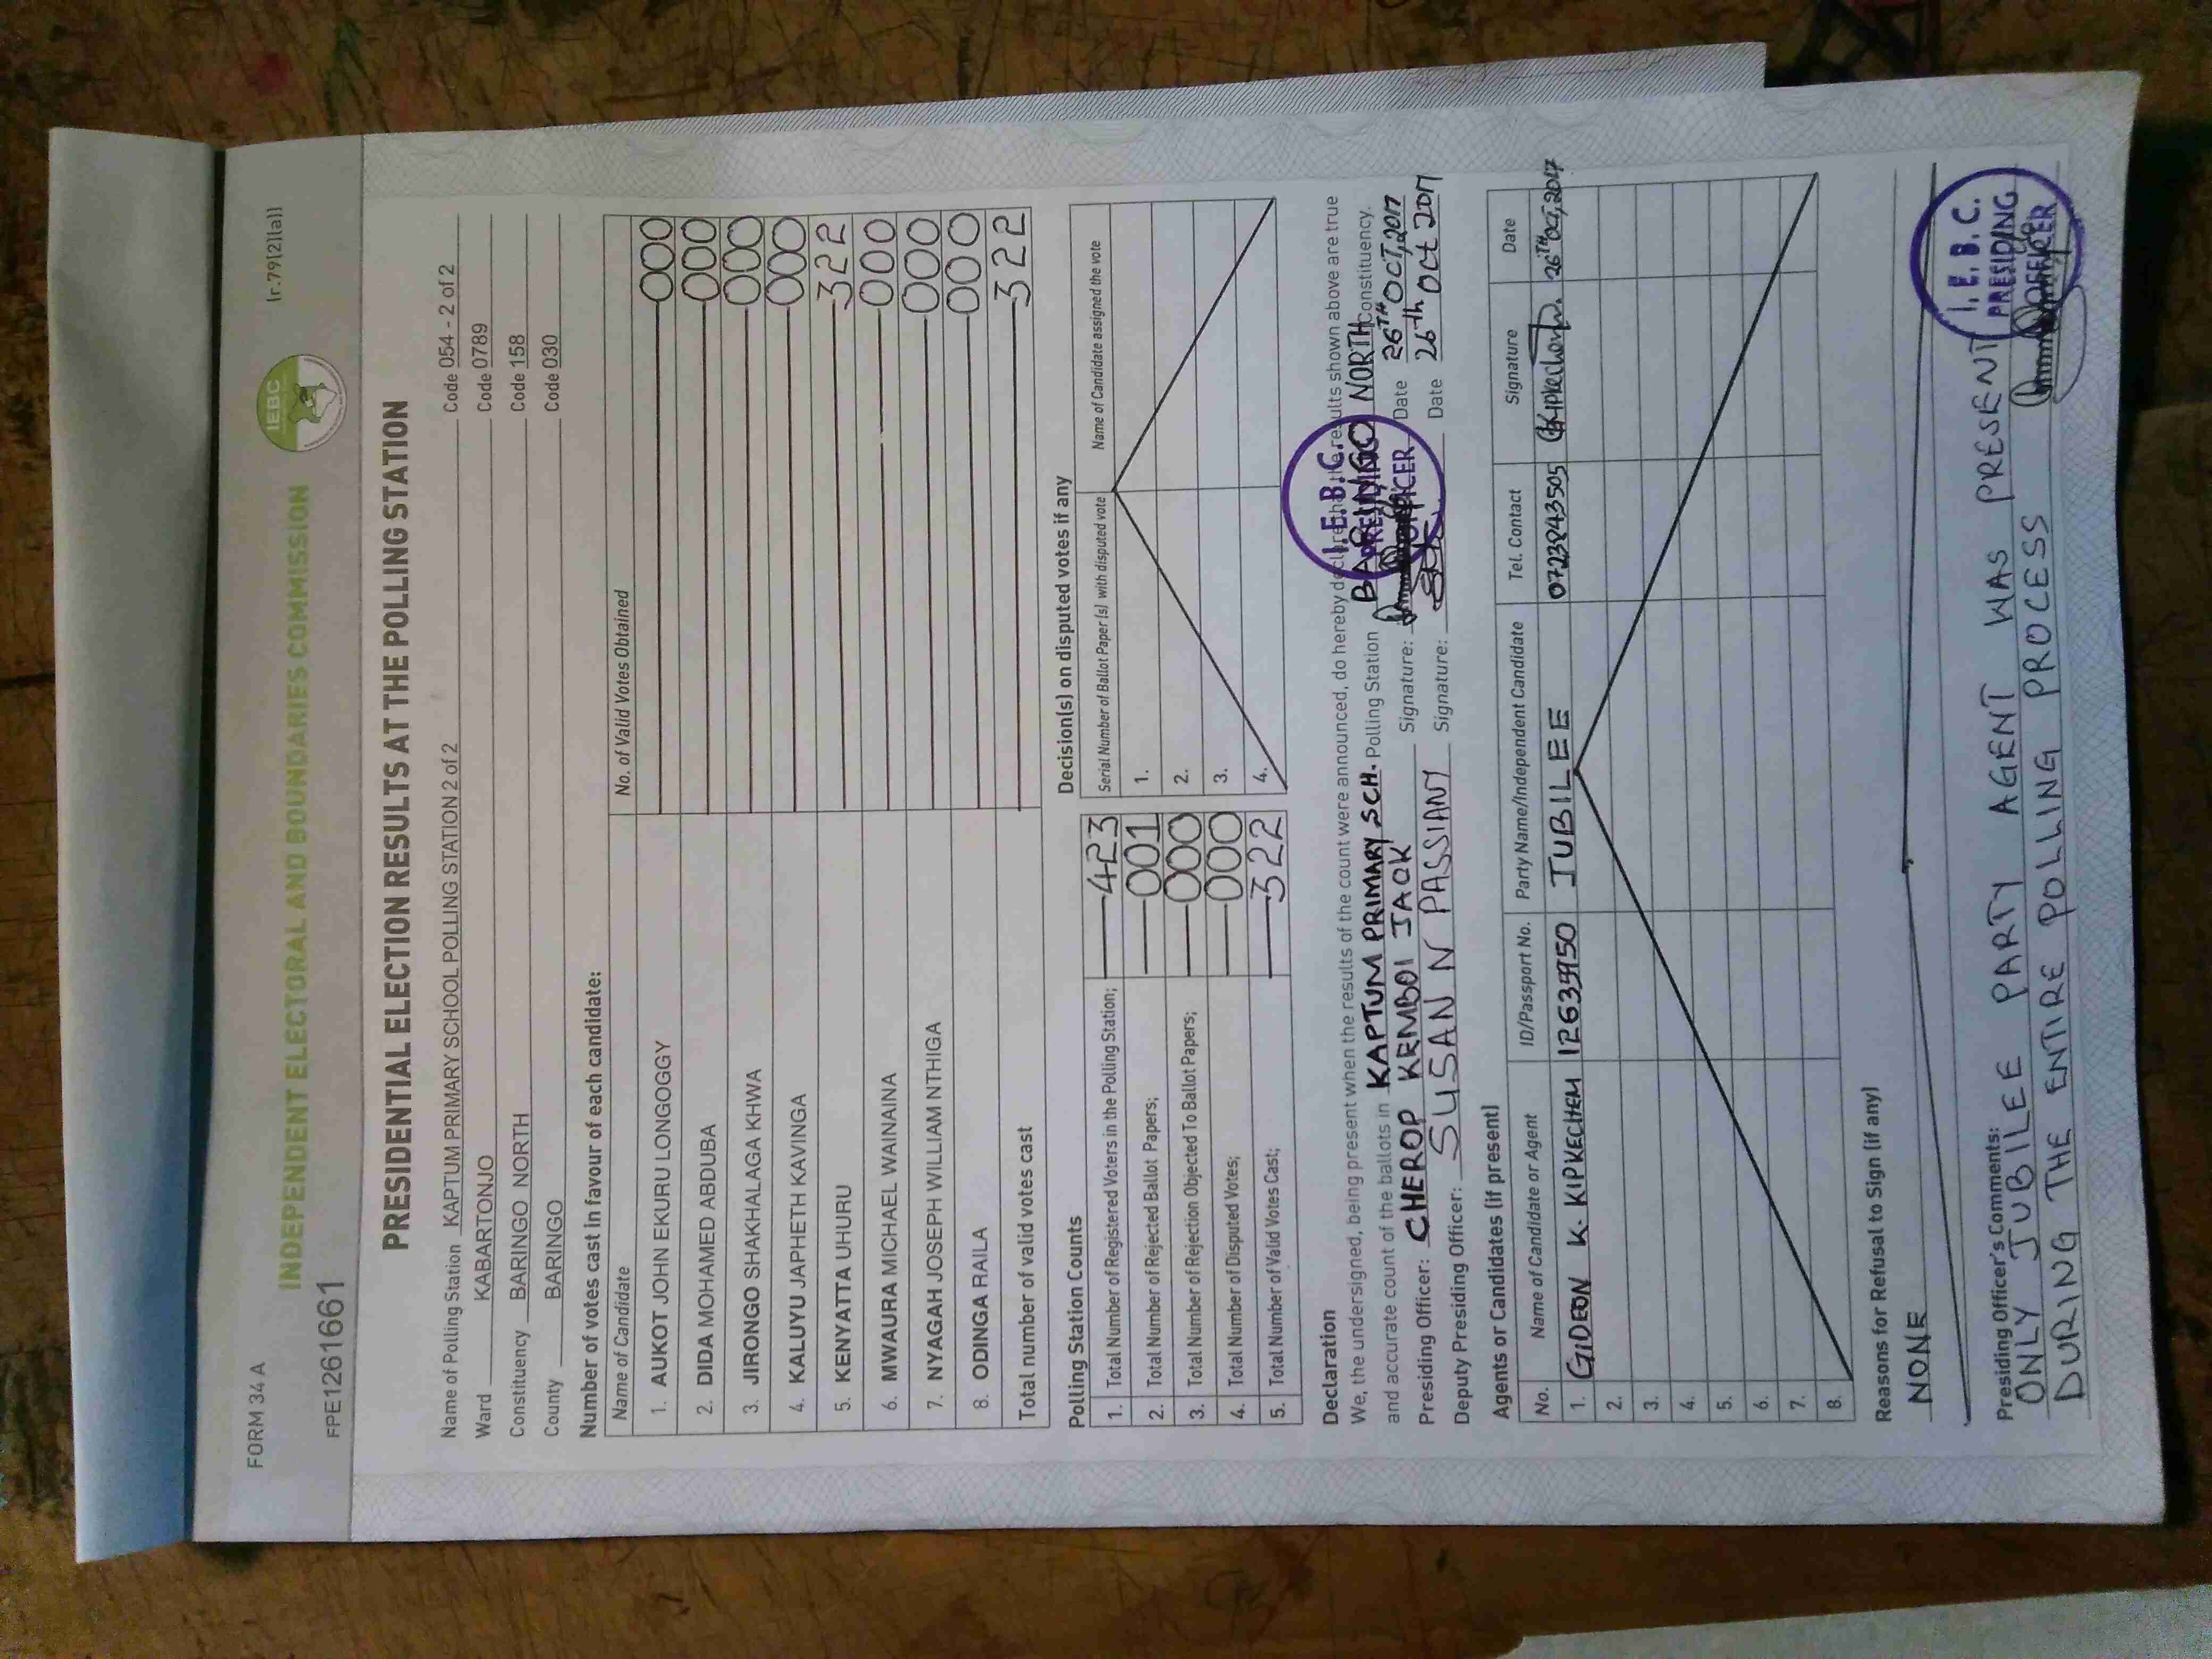 FORM 34 A
(r.79(2)(a))
IEBC
INDEPENDENT ELECTORAL AND BOUNDARIES COMMISSION
FPE1261661
PRESIDENTIAL ELECTION RESULTS AT THE POLLING STATION
Name of Polling Station KAPTUM PRIMARY SCHOOL POLLING STATION 2 of 2 Code 054 - 2 of 2
Ward KABARTONJO Code 0789
Constituency BARINGO NORTH Code 158
County BARINGO Code 030
Number of votes cast in favour of each candidate:
Name of Candidate No. of Valid Votes Obtained
1. AUKOT JOHN EKURU LONGOGGY 000
2. DIDA MOHAMED ABDUBA 000
3. JIRONGO SHAKHALAGA KHWA 000
4. KALUYU JAPHETH KAVINGA 000
5. KENYATTA UHURU 322
6. MWAURA MICHAEL WAINAINA 000
7. NYAGAH JOSEPH WILLIAM NTHIGA 000
8. ODINGA RAILA 000
Total number of valid votes cast 322
Polling Station Counts
1. Total Number of Registered Voters in the Polling Station; 423
2. Total Number of Rejected Ballot Papers; 001
3. Total Number of Rejection Objected To Ballot Papers; 000
4. Total Number of Disputed Votes; 000
5. Total Number of Valid Votes Cast; 322
Decision(s) on disputed votes if any
Serial Number of Ballot Paper (s) with disputed vote Name of Candidate assigned the vote
1.
2.
3.
4.
Declaration
We, the undersigned, being present when the results of the count were announced, do hereby declare that the results shown above are true
and accurate count of the ballots in KAPTUM PRIMARY SCH. Polling Station BARINGO NORTH Constituency.
Presiding Officer: CHEROP KEMBOI JACK Signature: Date 26TH OCT, 2017
Deputy Presiding Officer: SUSAN N PASSIANY Signature: Date 26th OCT 2017
I.E.B.C.
PRESIDING
OFFICER
Agents or Candidates (if present)
No. Name of Candidate or Agent ID/Passport No. Party Name/Independent Candidate Tel. Contact Signature Date
1. GIDEON K. KIPKECHEM 12639950 JUBILEE 0723243505 Kipkechem 26TH OCT, 2017
2.
3.
4.
5.
6.
7.
8.
Reasons for Refusal to Sign (if any)
NONE
Presiding Officer's Comments:
ONLY JUBILEE PARTY AGENT WAS PRESENT
DURING THE ENTIRE POLLING PROCESS
I.E.B.C.
PRESIDING
OFFICER